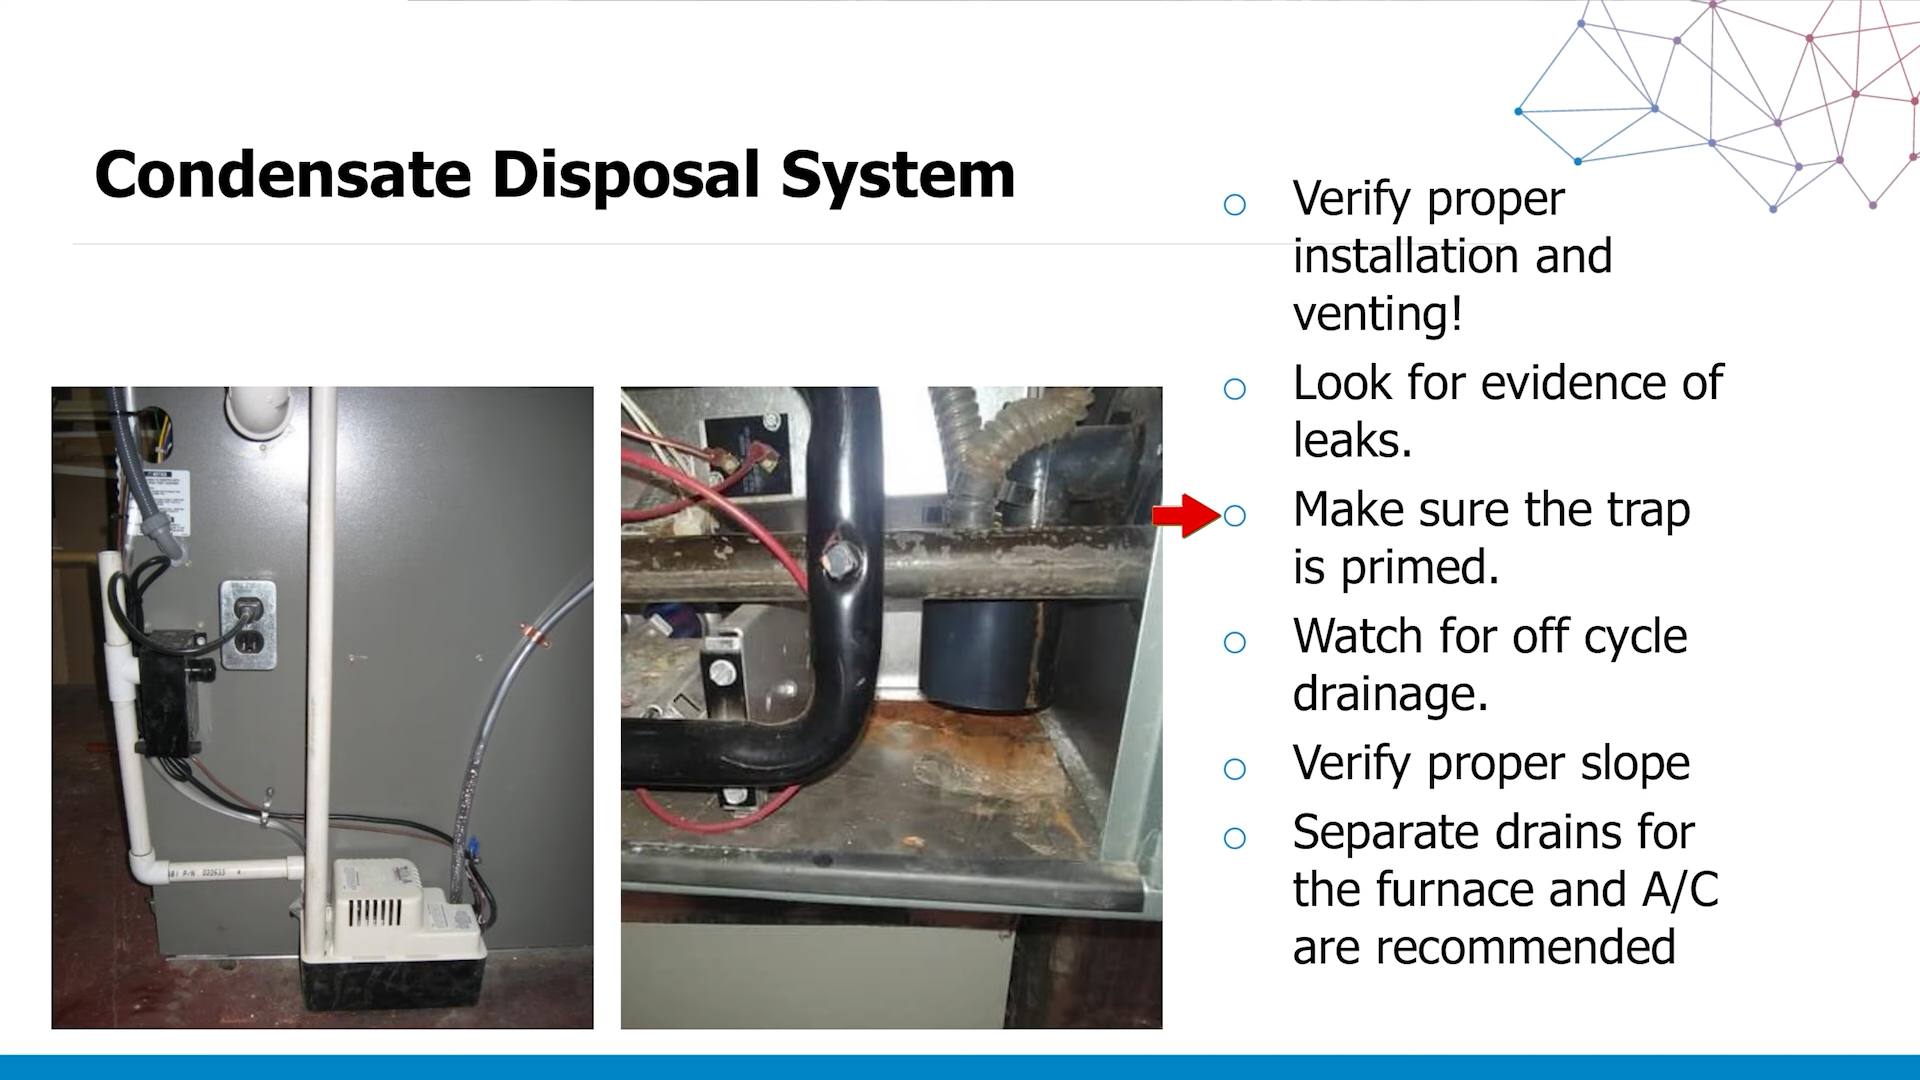 Condensate Disposal System
Verify proper
installation and
venting!
Look for evidence of
leaks.
Make sure the trap
is primed.
Watch for off cycle
drainage.
Verify proper slope
Separate drains for
the furnace and A/C
are recommended